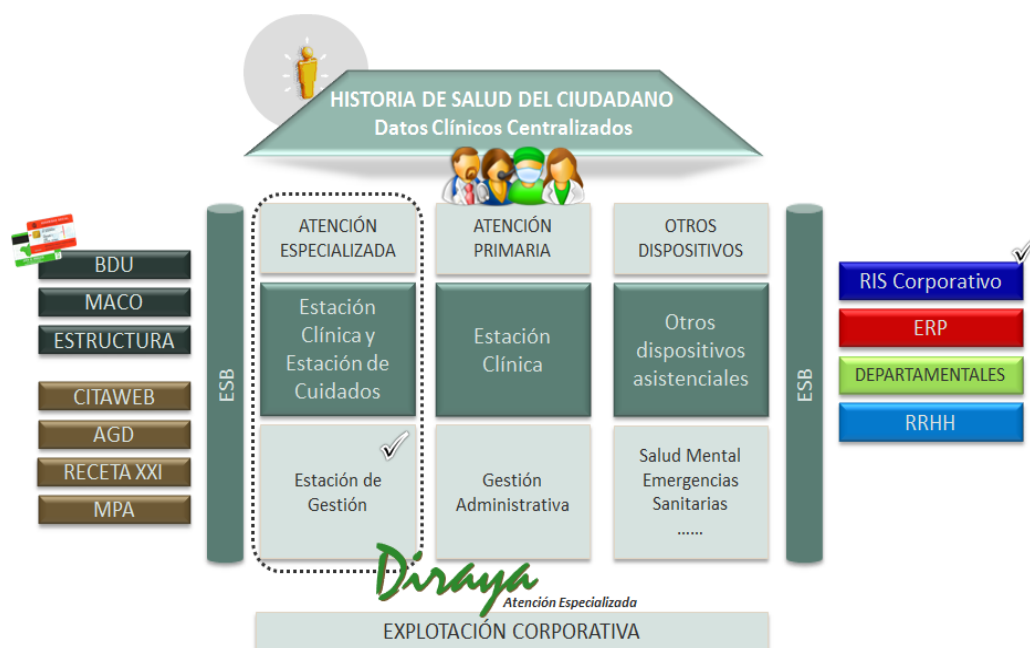 HISTORIA DE SALUD DEL CIUDADANO
Datos Clínicos Centralizados
BDU
MACO
ESTRUCTURA
CITAWEB
AGD
RECETA XXI
MPA
ESB
ATENCIÓN
ESPECIALIZADA
Estación
Clínica y
Estación de
Cuidados
Estación de
Gestión
ATENCIÓN
PRIMARIA
Estación
Clínica
Gestión
Administrativa
OTROS
DISPOSITIVOS
Otros
dispositivos
asistenciales
Salud Mental
Emergencias
Sanitarias
......
ESB
RIS Corporativo
ERP
DEPARTAMENTALES
RRHH
Diraya
Atención Especializada
EXPLOTACIÓN CORPORATIVA